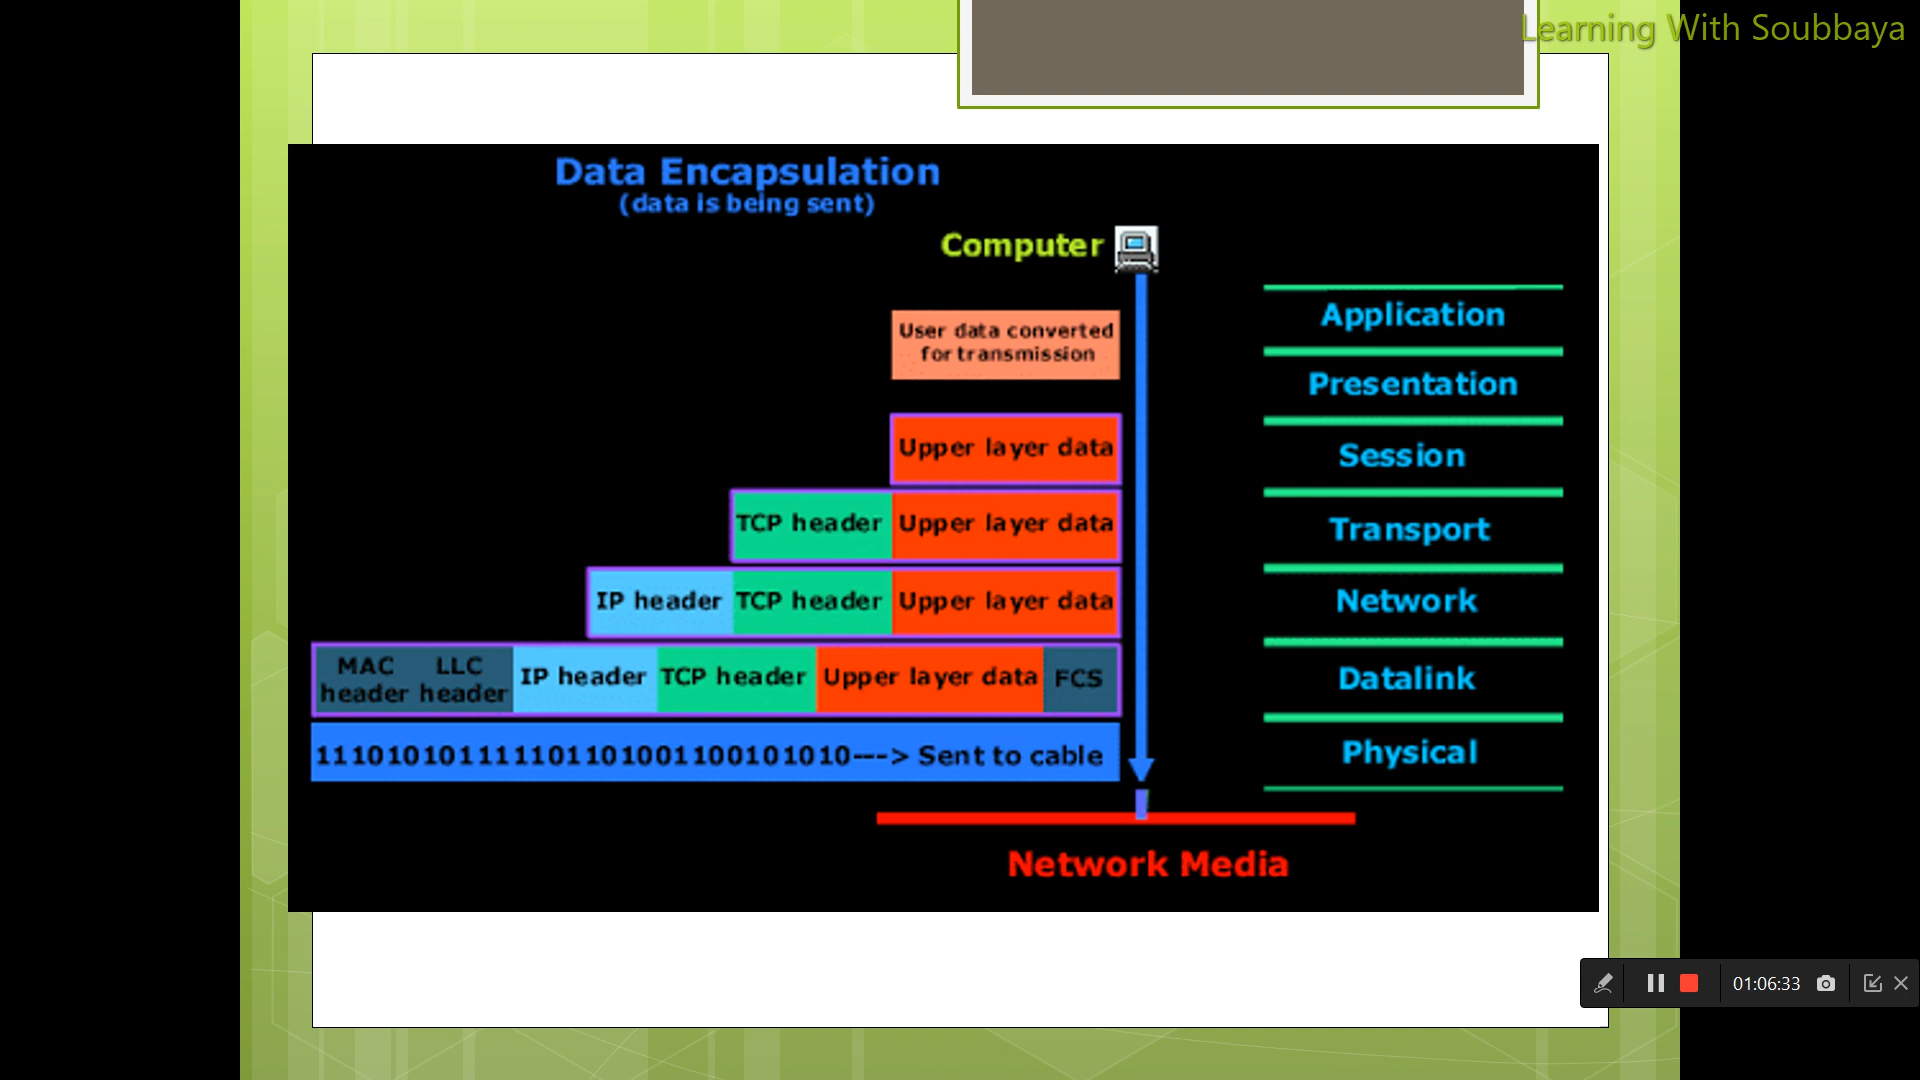 Learning With Soubbaya
Data Encapsulation
(data is being sent)
Computer
User data converted
for transmission
Upper layer data
TCP header Upper layer data
IP header TCP header Upper layer data
MAC header LLC header IP header TCP header Upper layer data FCS
11101010111110110100110010101​0---> Sent to cable
Application
Presentation
Session
Transport
Network
Datalink
Physical
Network Media
01:06:33